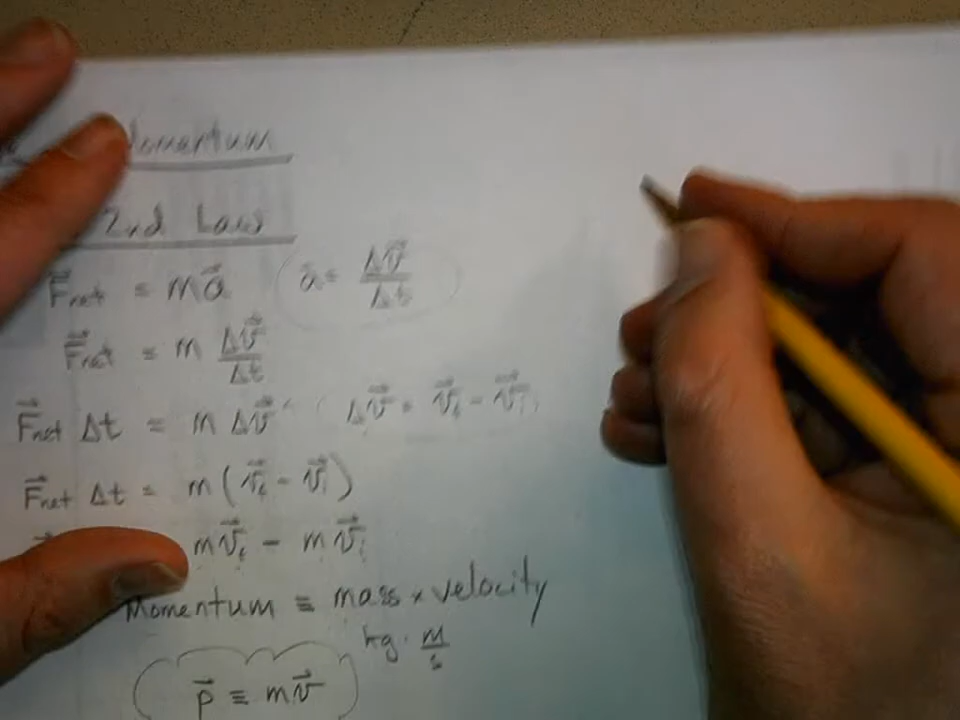 Momentum
2nd Law
F⃗net = ma⃗ a⃗ = Δv⃗/Δt
F⃗net = m Δv⃗/Δt
F⃗net Δt = m Δv⃗ (Δv⃗ = v⃗f - v⃗i)
F⃗net Δt = m(v⃗f - v⃗i)
mv⃗f - mv⃗i
Momentum ≡ mass × velocity
kg · m/s
p⃗ ≡ mv⃗